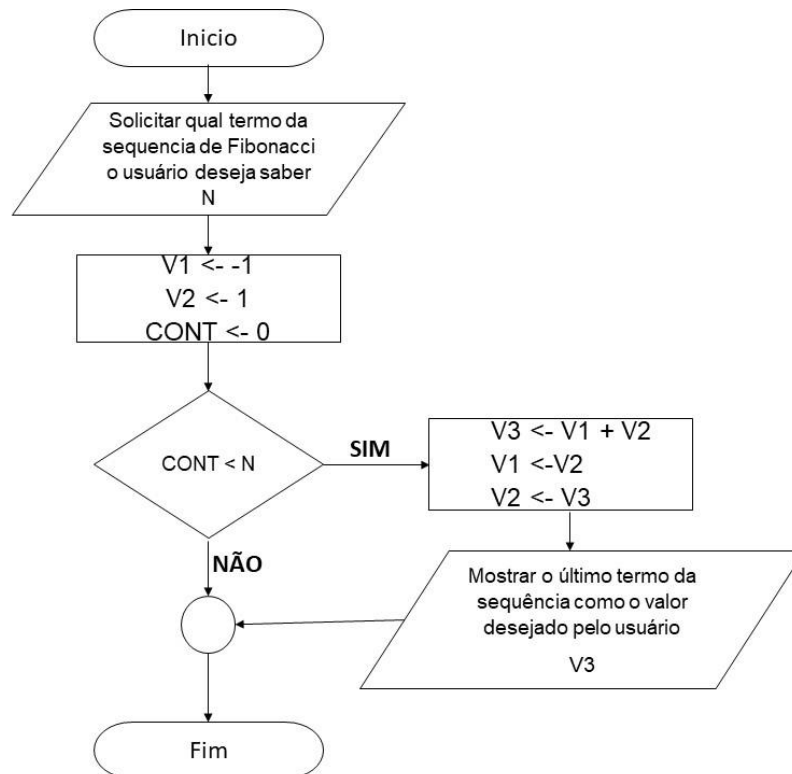 Inicio
Solicitar qual termo da
sequencia de Fibonacci
o usuário deseja saber
N
V1 <- -1
V2 <- 1
CONT <- 0
CONT < N
SIM
V3 <- V1 + V2
V1 <-V2
V2 <- V3
NÃO
Mostrar o último termo da
sequência como o valor
desejado pelo usuário
V3
Fim